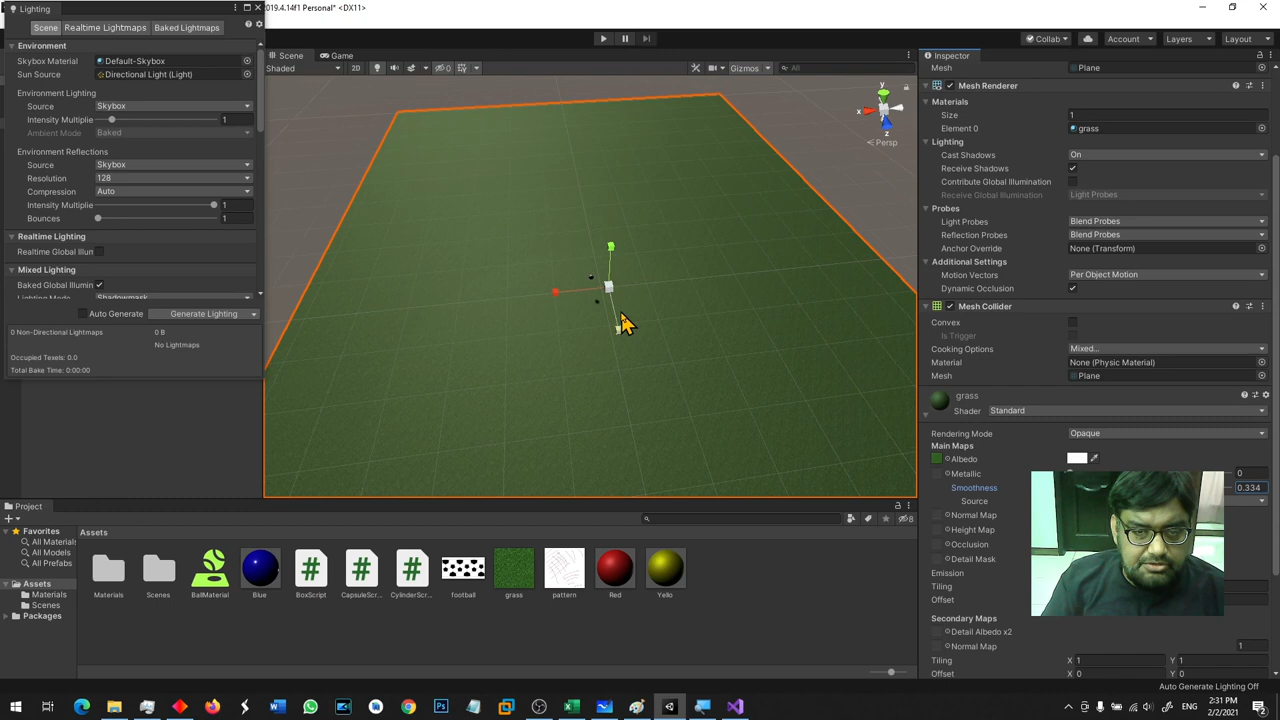 Lighting
2019.4.14f1 Personal* <DX11>
Scene Realtime Lightmaps Baked Lightmaps
Collab Account Layers Layout
Environment
Skybox Material Default-Skybox
Sun Source Directional Light (Light)
Environment Lighting
Source Skybox
Intensity Multiplie 1
Ambient Mode Baked
Environment Reflections
Source Skybox
Resolution 128
Compression Auto
Intensity Multiplie 1
Bounces 1
Realtime Lighting
Realtime Global Illum
Mixed Lighting
Baked Global Illumin
Lighting Mode Shadowmask
Auto Generate Generate Lighting
0 Non-Directional Lightmaps 0 B
No Lightmaps
Occupied Texels: 0.0
Total Bake Time: 0:00:00
Scene Game
Shaded 2D 0 Gizmos All
y
x
z
Persp
Inspector
Mesh Plane
Mesh Renderer
Materials
Size 1
Element 0 grass
Lighting
Cast Shadows On
Receive Shadows
Contribute Global Illumination
Receive Global Illumination Light Probes
Probes
Light Probes Blend Probes
Reflection Probes Blend Probes
Anchor Override None (Transform)
Additional Settings
Motion Vectors Per Object Motion
Dynamic Occlusion
Mesh Collider
Convex
Is Trigger
Cooking Options Mixed...
Material None (Physic Material)
Mesh Plane
grass
Shader Standard
Rendering Mode Opaque
Main Maps
Albedo
Metallic 0
Smoothness 0.334
Source
Normal Map
Height Map
Occlusion
Detail Mask
Emission
Tiling
Offset
Secondary Maps
Detail Albedo x2
Normal Map 1
Tiling X 1 Y 1
Offset X 0 Y 0
Auto Generate Lighting Off
Project
8
Favorites
All Materials
All Models
All Prefabs
Assets
Materials
Scenes
Packages
Assets
Materials Scenes BallMaterial Blue BoxScript CapsuleScr... CylinderScr... football grass pattern Red Yello
2:31 PM
2/2/2021